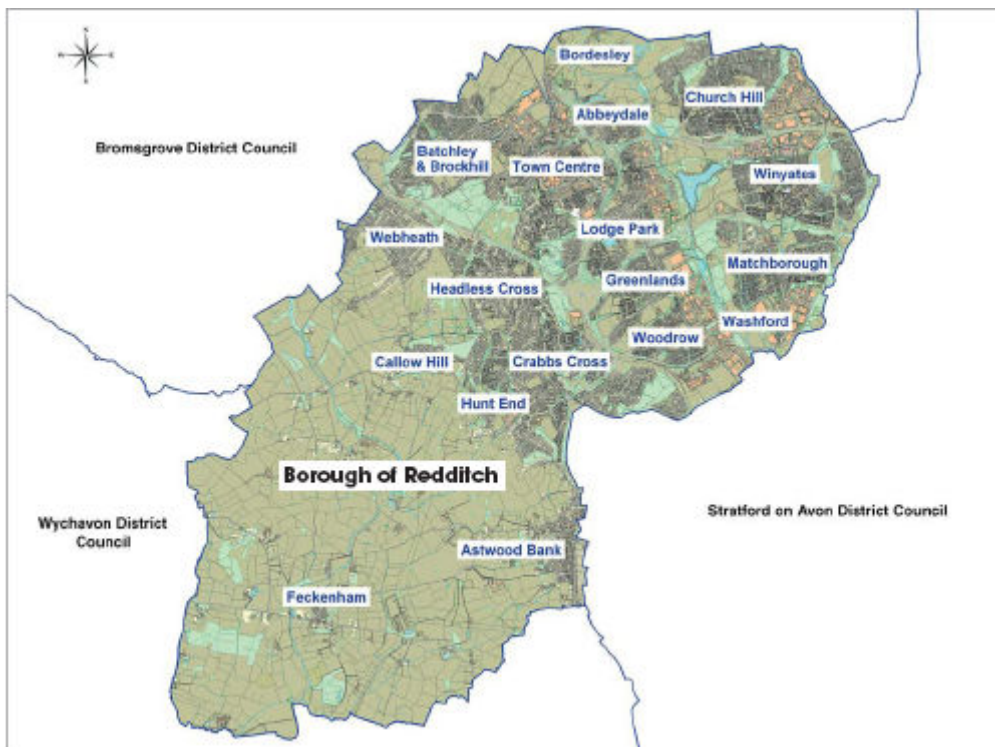 Bordesley
Church Hill
Abbeydale
Bromsgrove District Council
Batchley
& Brockhill
Town Centre
Winyates
Lodge Park
Webheath
Matchborough
Greenlands
Headless Cross
Washford
Woodrow
Callow Hill
Crabbs Cross
Hunt End
Borough of Redditch
Wychavon District
Council
Stratford on Avon District Council
Astwood Bank
Feckenham